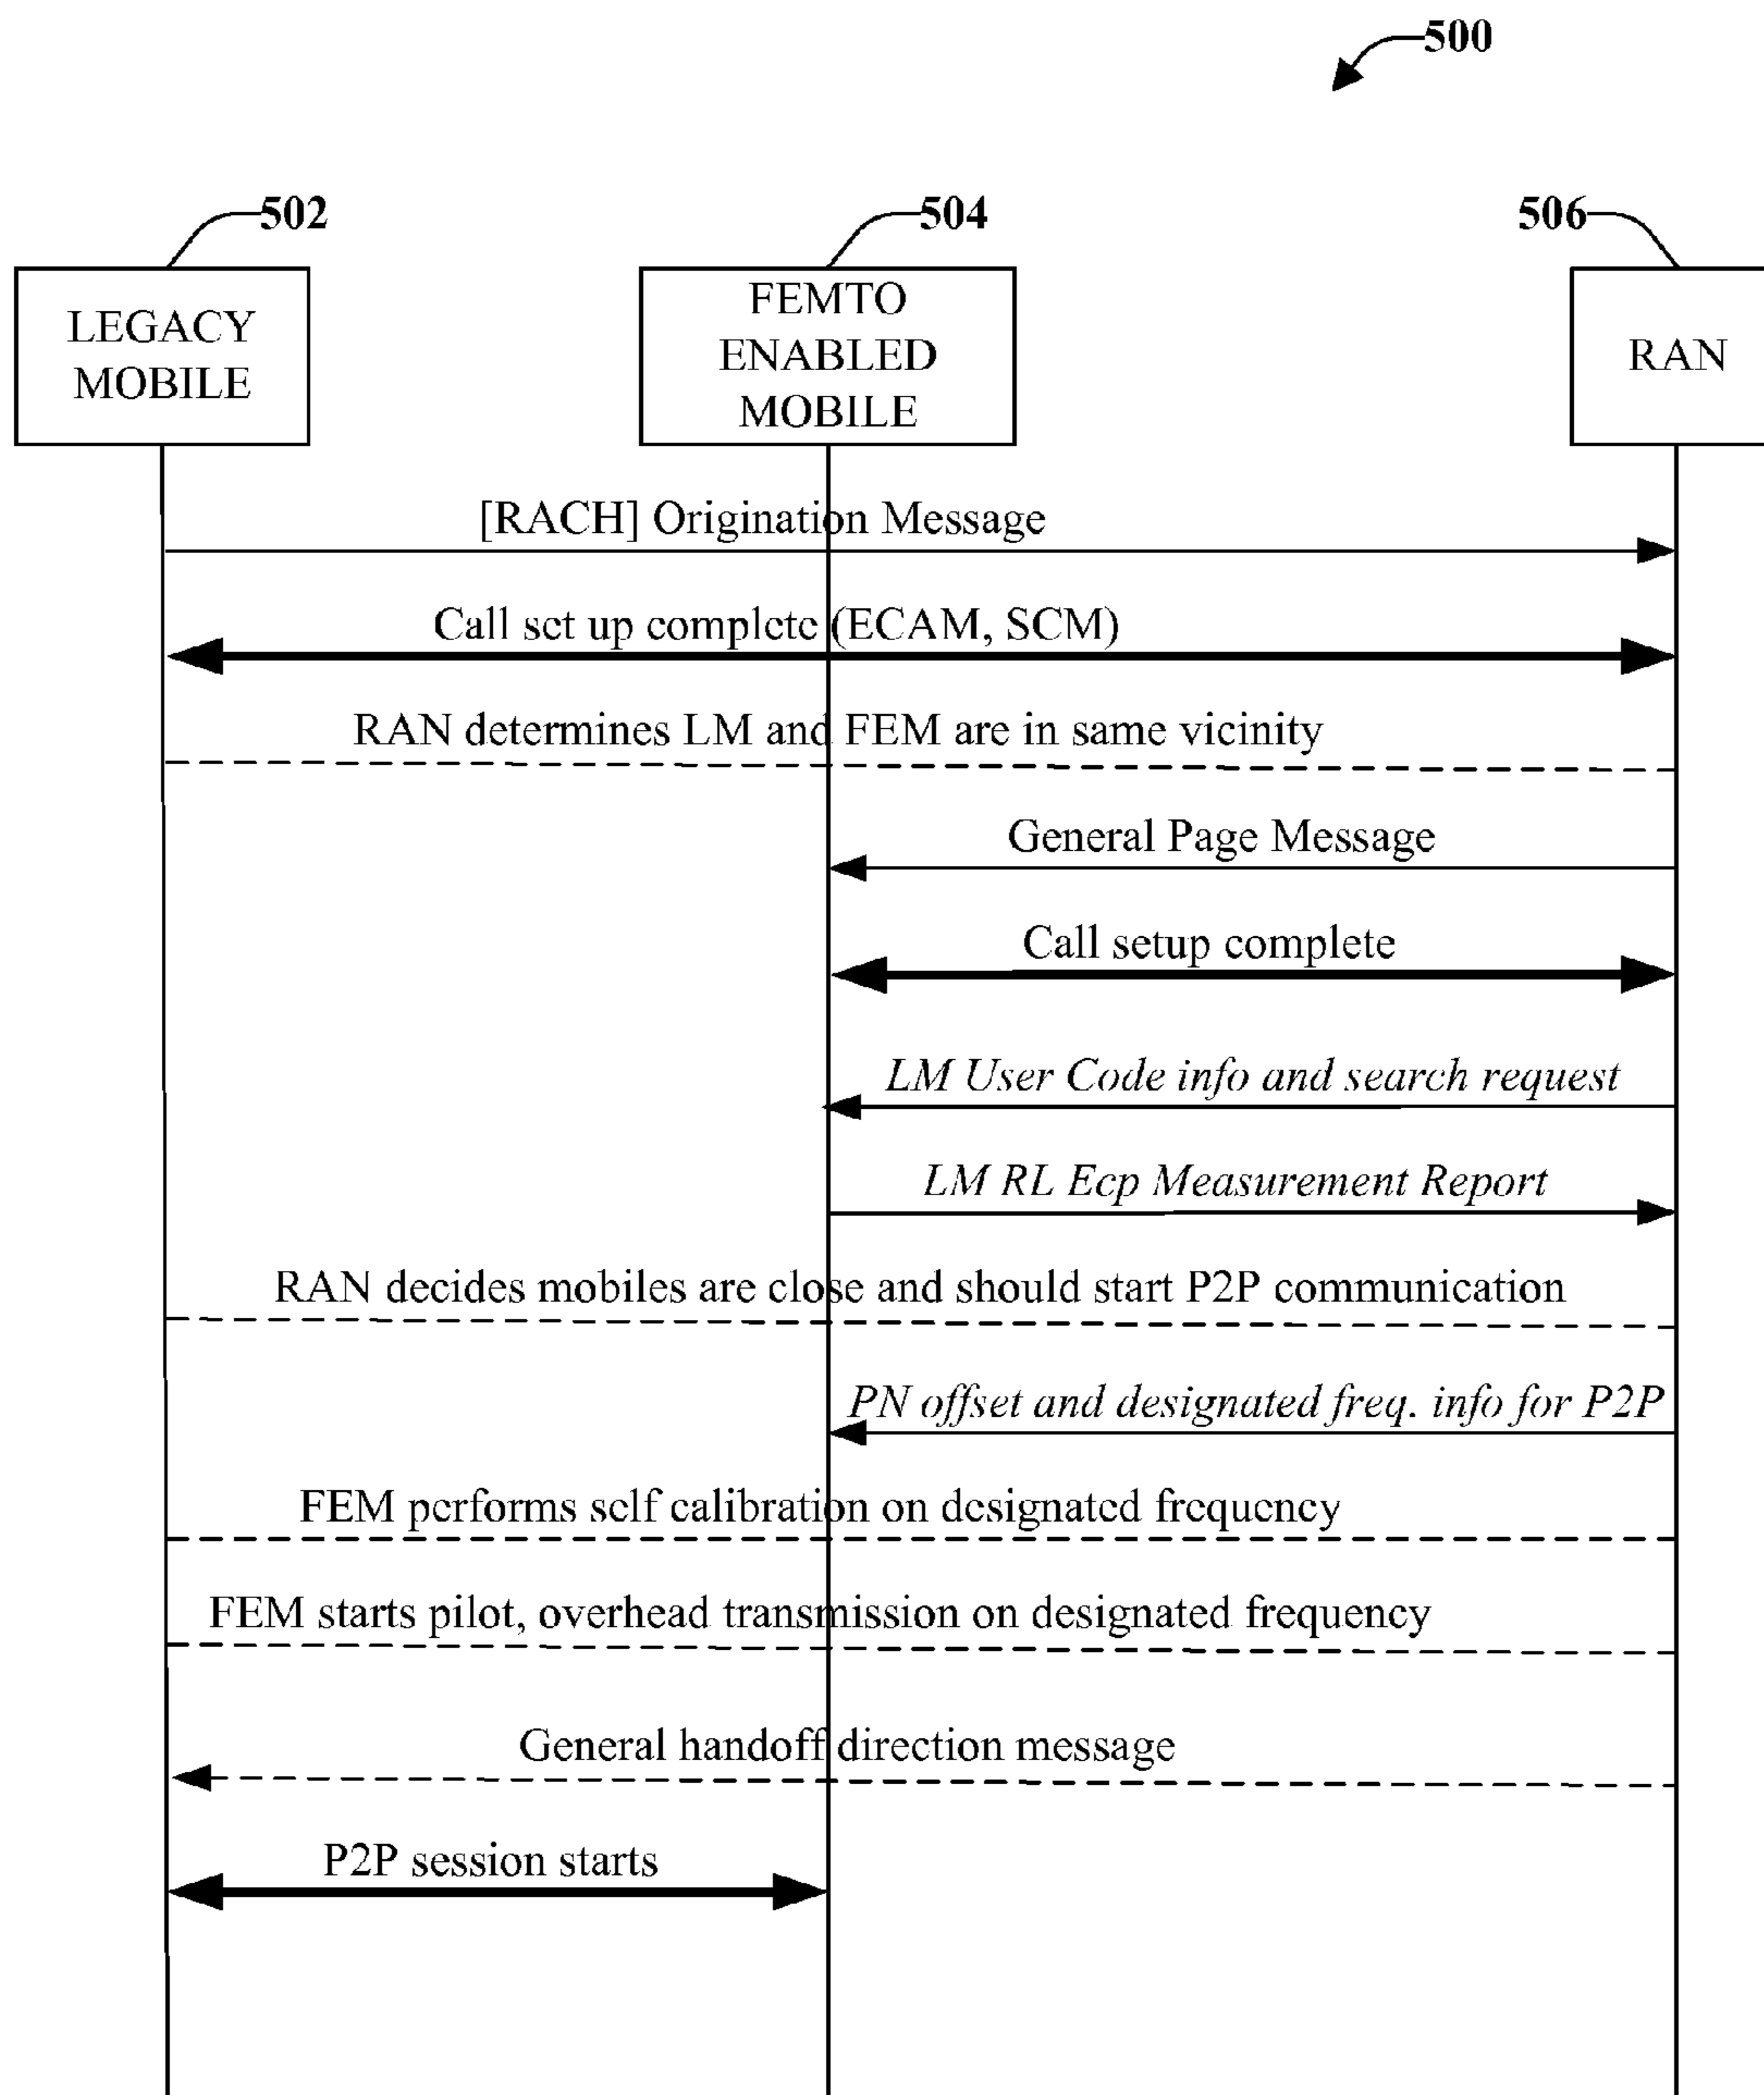 500
502
504
506
LEGACY
MOBILE
FEMTO
ENABLED
MOBILE
RAN
[RACH] Origination Message
Call set up complete (ECAM, SCM)
RAN determines LM and FEM are in same vicinity
General Page Message
Call setup complete
LM User Code info and search request
LM RL Ecp Measurement Report
RAN decides mobiles are close and should start P2P communication
PN offset and designated freq. info for P2P
FEM performs self calibration on designated frequency
FEM starts pilot, overhead transmission on designated frequency
General handoff direction message
P2P session starts